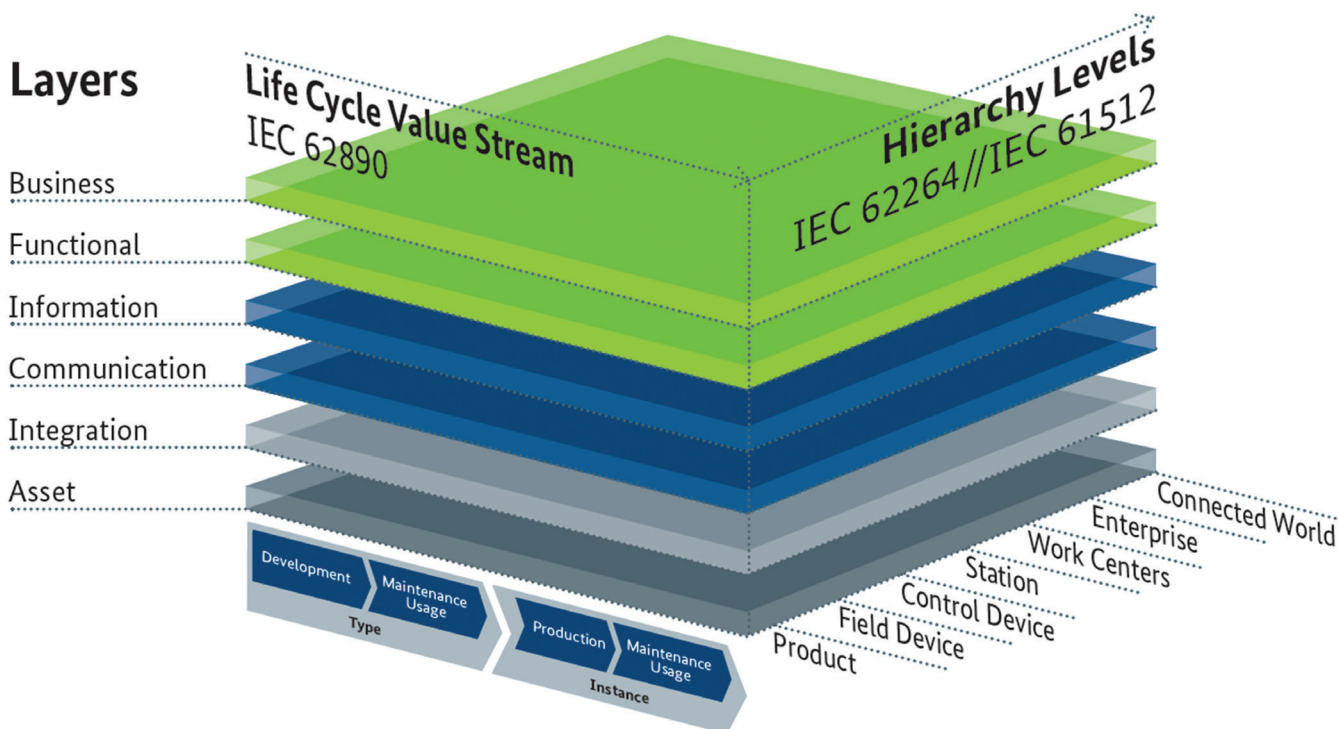 Layers
Life Cycle Value Stream
IEC 62890
Hierarchy Levels
IEC 62264//IEC 61512
Business
Functional
Information
Communication
Integration
Asset
Development
Maintenance
Usage
Type
Production
Maintenance
Usage
Instance
Connected World
Enterprise
Work Centers
Station
Control Device
Field Device
Product